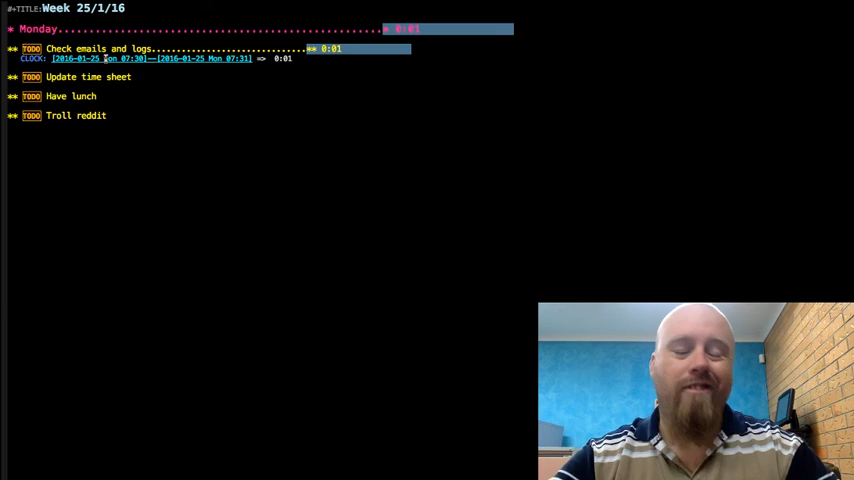 #+TITLE:Week 25/1/16
* Monday.....................................................* 0:01
** TODO Check emails and logs..............................** 0:01
CLOCK: [2016-01-25 Mon 07:30]--[2016-01-25 Mon 07:31] => 0:01
** TODO Update time sheet
** TODO Have lunch
** TODO Troll reddit